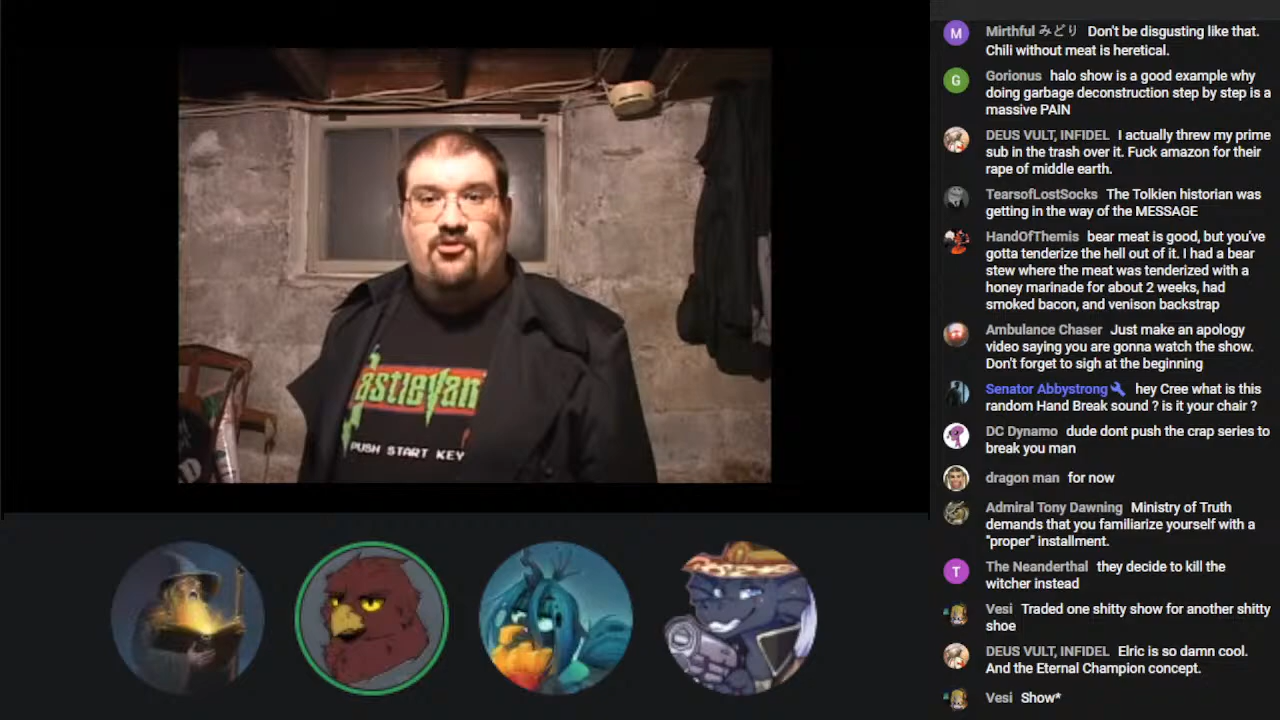 astleVan
PUSH START KEY
M
Mirthful みどり Don't be disgusting like that.
Chili without meat is heretical.
G
Gorionus halo show is a good example why
doing garbage deconstruction step by step is a
massive PAIN
DEUS VULT, INFIDEL I actually threw my prime
sub in the trash over it. Fuck amazon for their
rape of middle earth.
TearsofLostSocks The Tolkien historian was
getting in the way of the MESSAGE
HandOfThemis bear meat is good, but you've
gotta tenderize the hell out of it. I had a bear
stew where the meat was tenderized with a
honey marinade for about 2 weeks, had
smoked bacon, and venison backstrap
Ambulance Chaser Just make an apology
video saying you are gonna watch the show.
Don't forget to sigh at the beginning
Senator Abbystrong hey Cree what is this
random Hand Break sound ? is it your chair ?
DC Dynamo dude dont push the crap series to
break you man
dragon man for now
Admiral Tony Dawning Ministry of Truth
demands that you familiarize yourself with a
"proper" installment.
T
The Neanderthal they decide to kill the
witcher instead
Vesi Traded one shitty show for another shitty
shoe
DEUS VULT, INFIDEL Elric is so damn cool.
And the Eternal Champion concept.
Vesi Show*